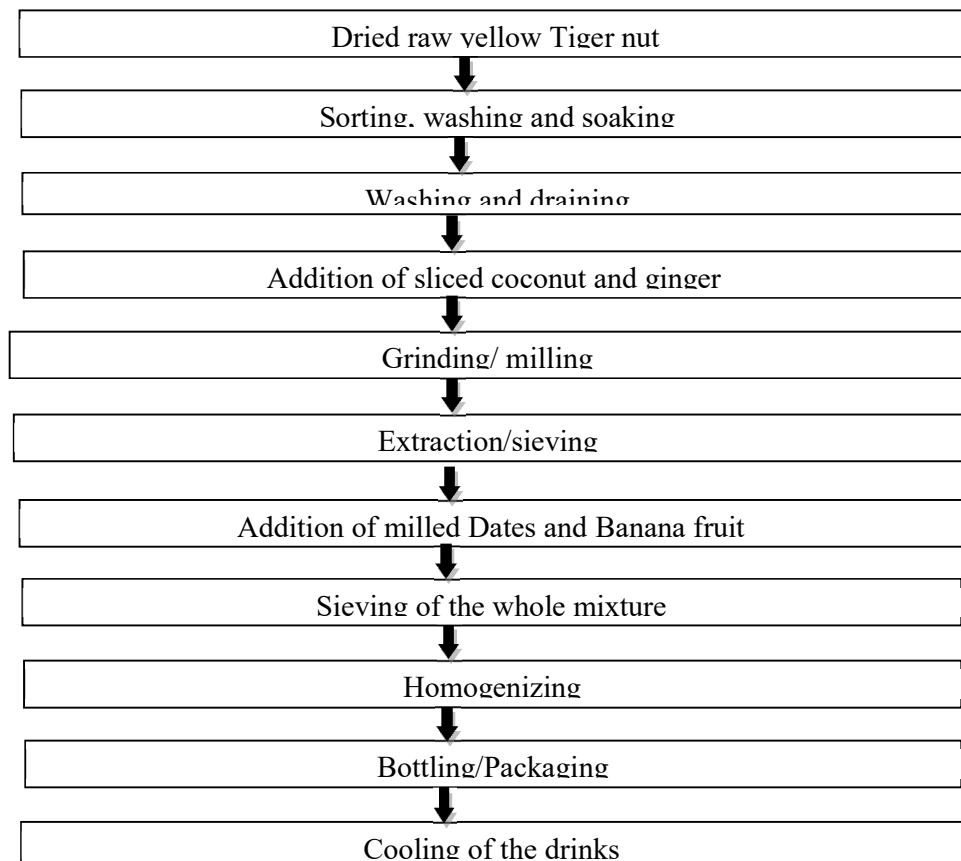 Dried raw yellow Tiger nut
Sorting, washing and soaking
Washing and draining
Addition of sliced coconut and ginger
Grinding/ milling
Extraction/sieving
Addition of milled Dates and Banana fruit
Sieving of the whole mixture
Homogenizing
Bottling/Packaging
Cooling of the drinks